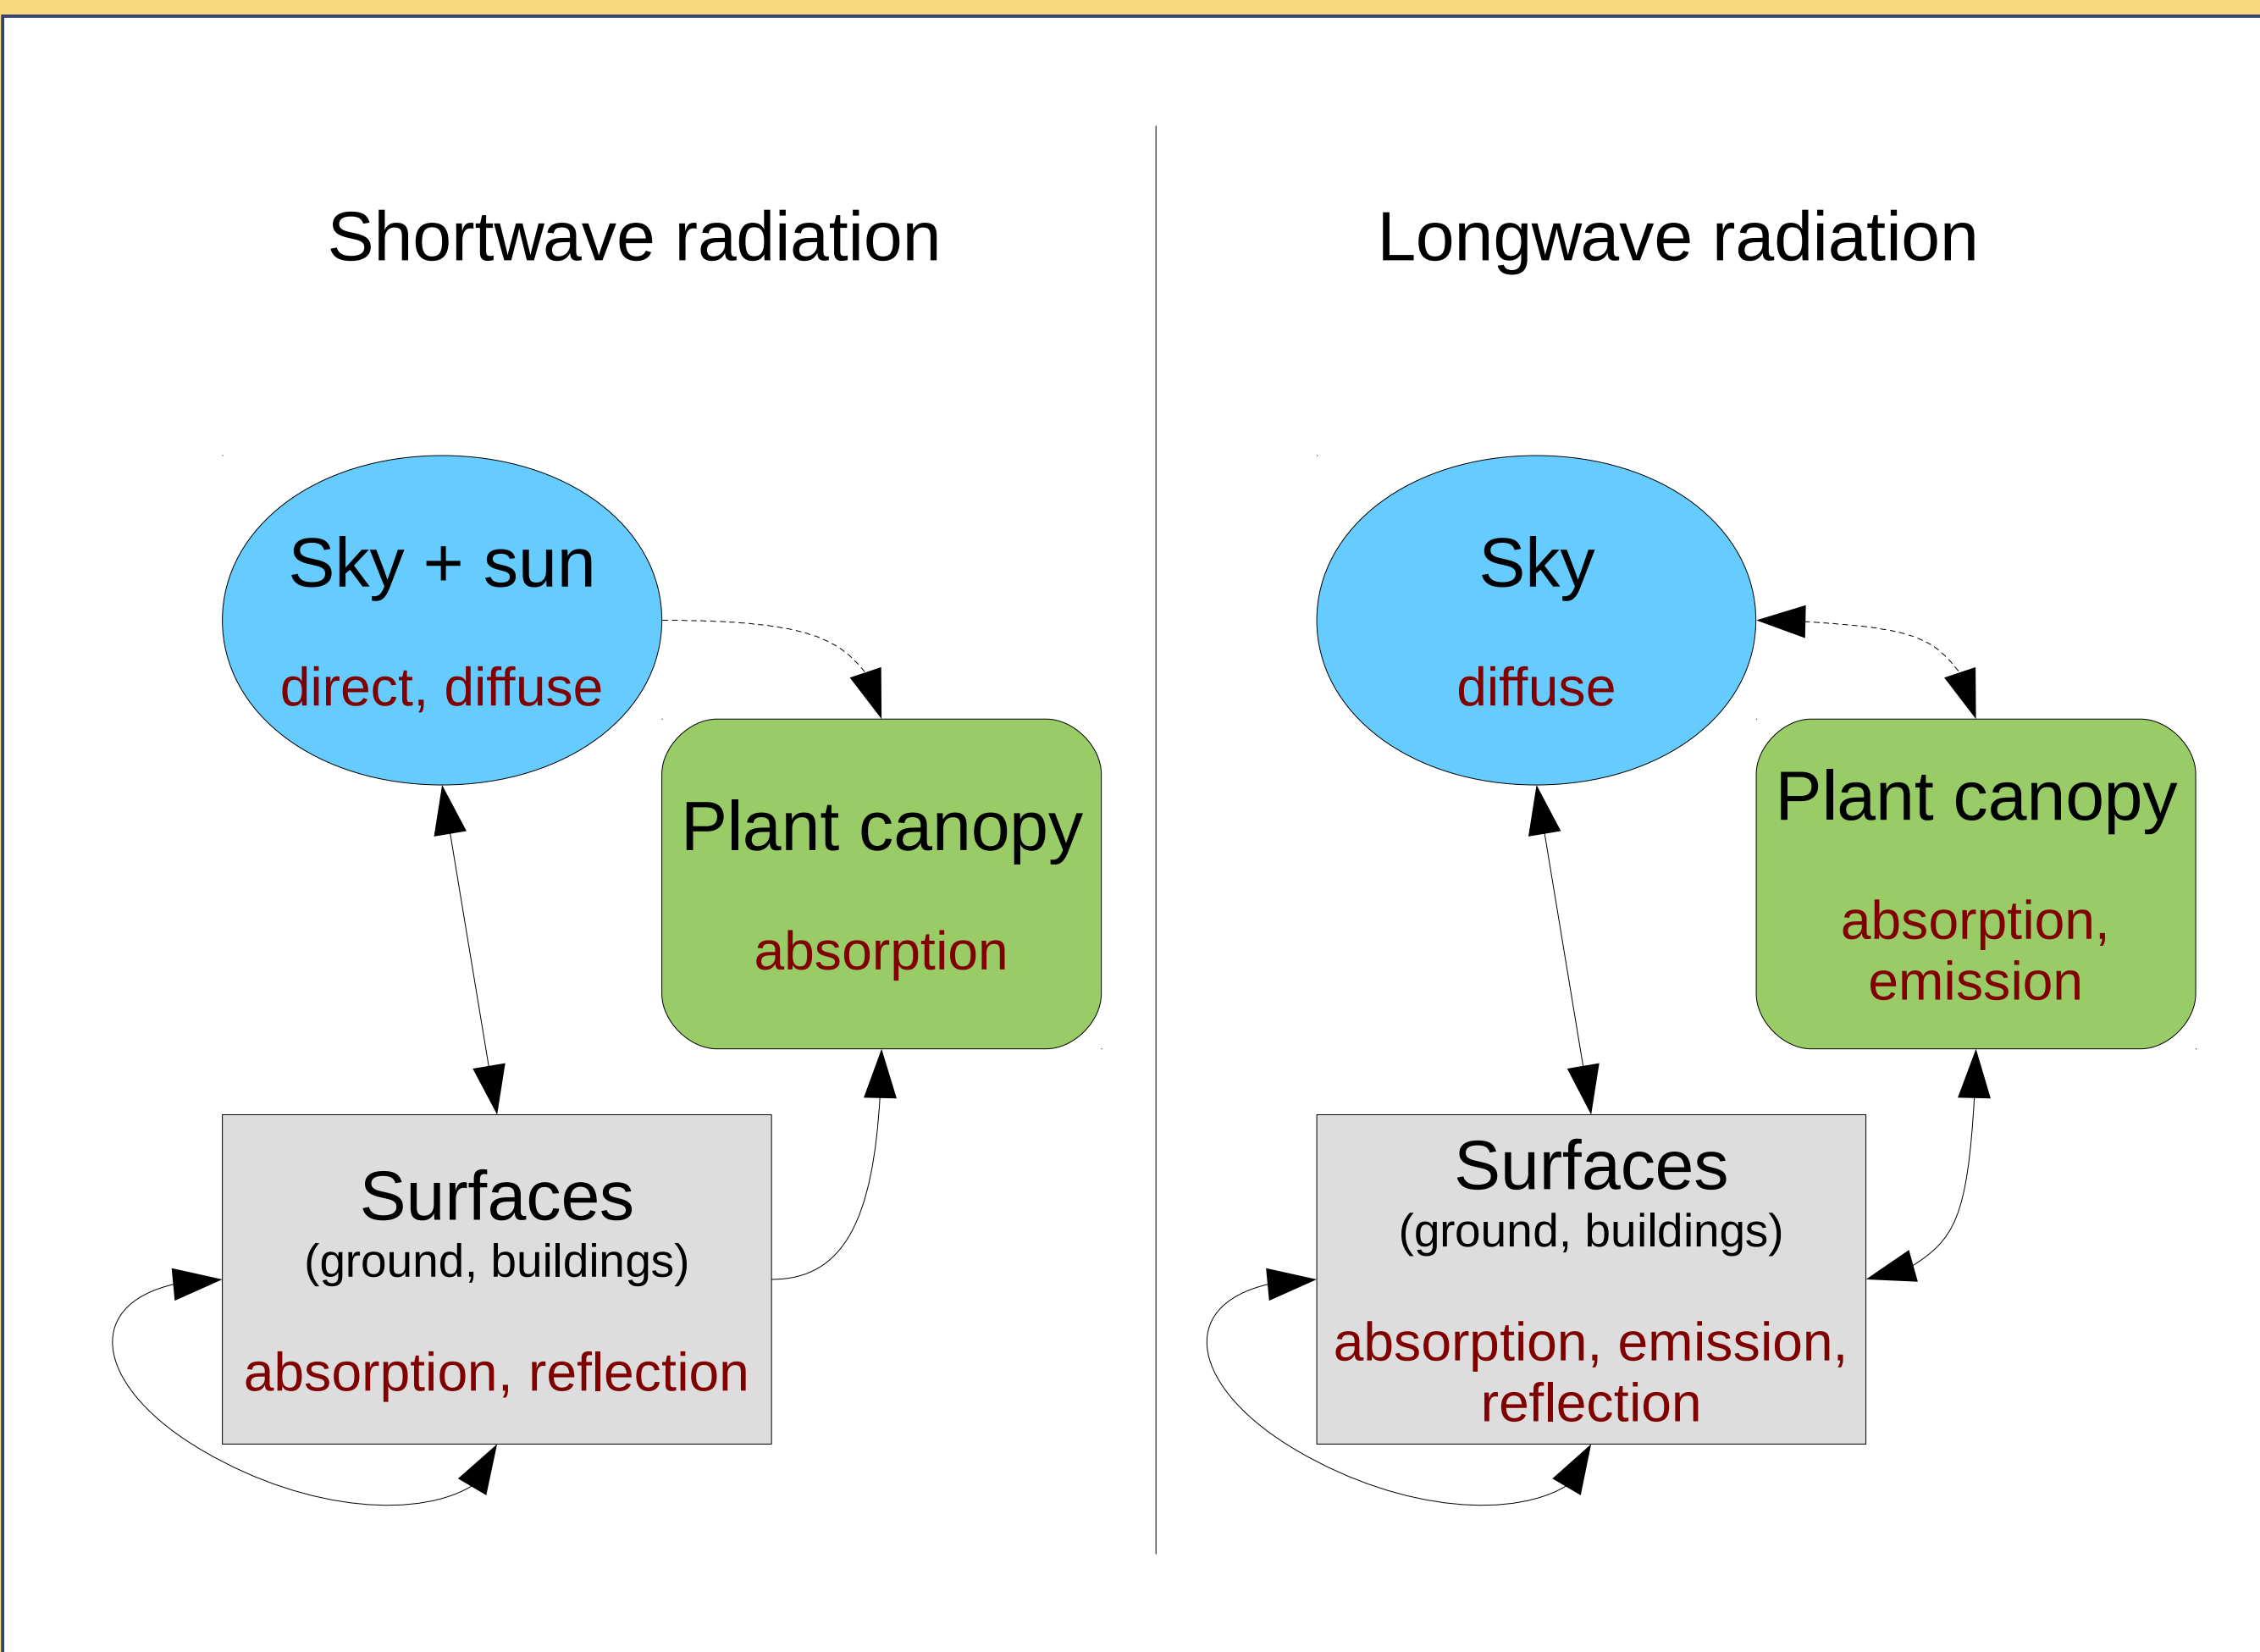 Shortwave radiation
Sky + sun
direct, diffuse
Plant canopy
absorption
Surfaces
(ground, buildings)
absorption, reflection
Longwave radiation
Sky
diffuse
Plant canopy
absorption,
emission
Surfaces
(ground, buildings)
absorption, emission,
reflection